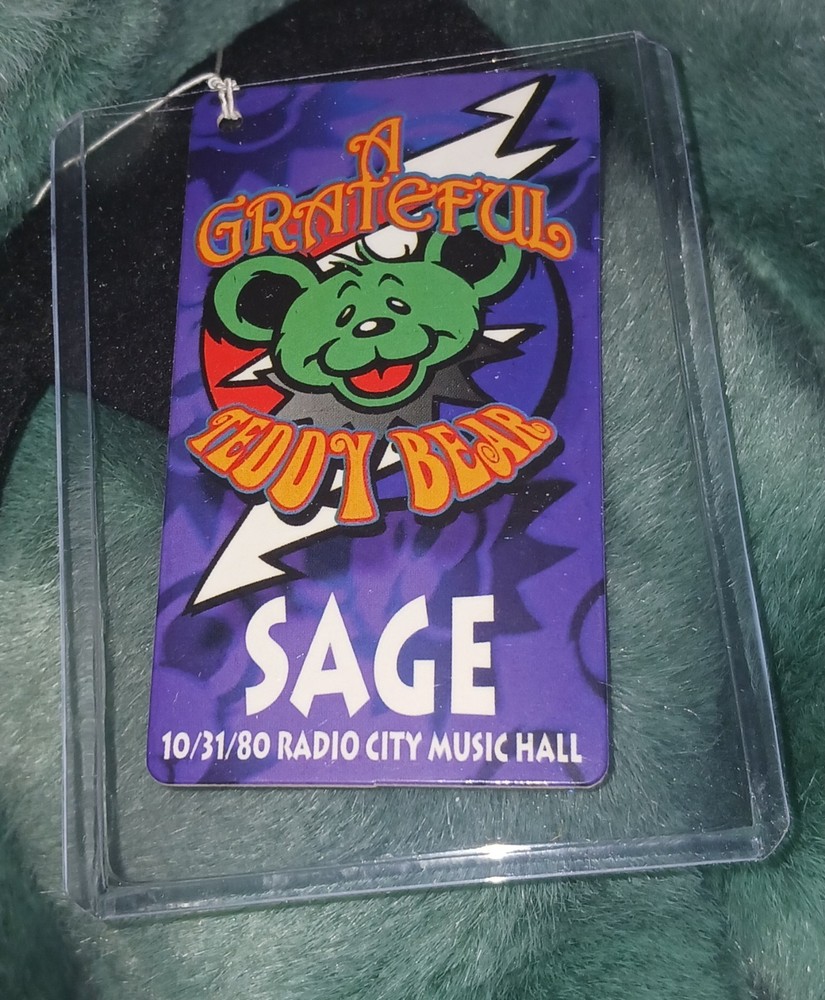 A
GRATEFUL
TEDDY BEAR
SAGE
10/31/80 RADIO CITY MUSIC HALL